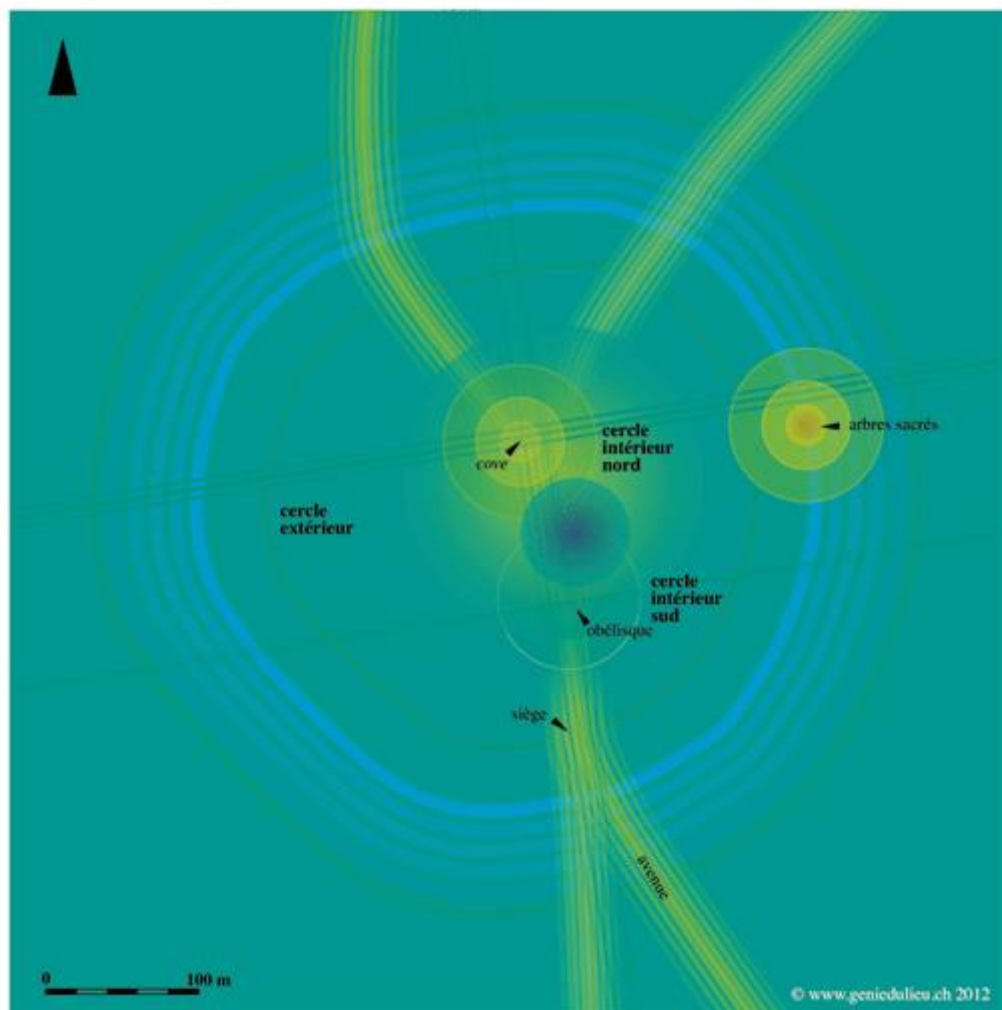 arbres sacrés
cercle
intérieur
nord
cove
cercle
extérieur
cercle
intérieur
sud
obélisque
siège
avenue
0 100 m
© www.geniedulieu.ch 2012